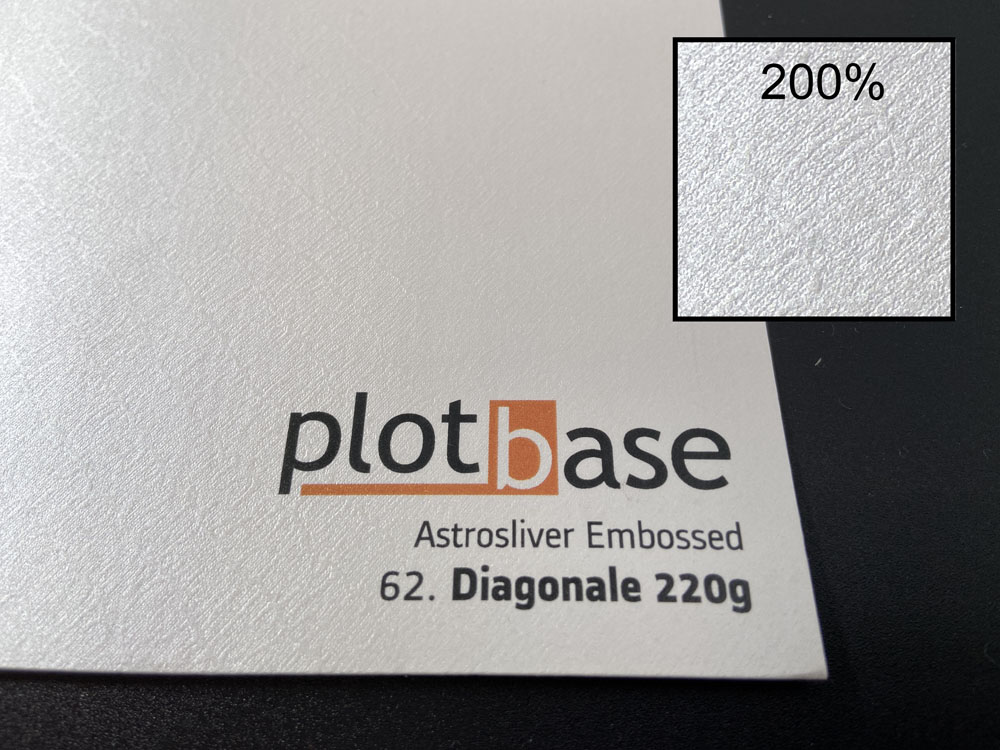 200%
plotbase
Astrosliver Embossed
62. Diagonale 220g